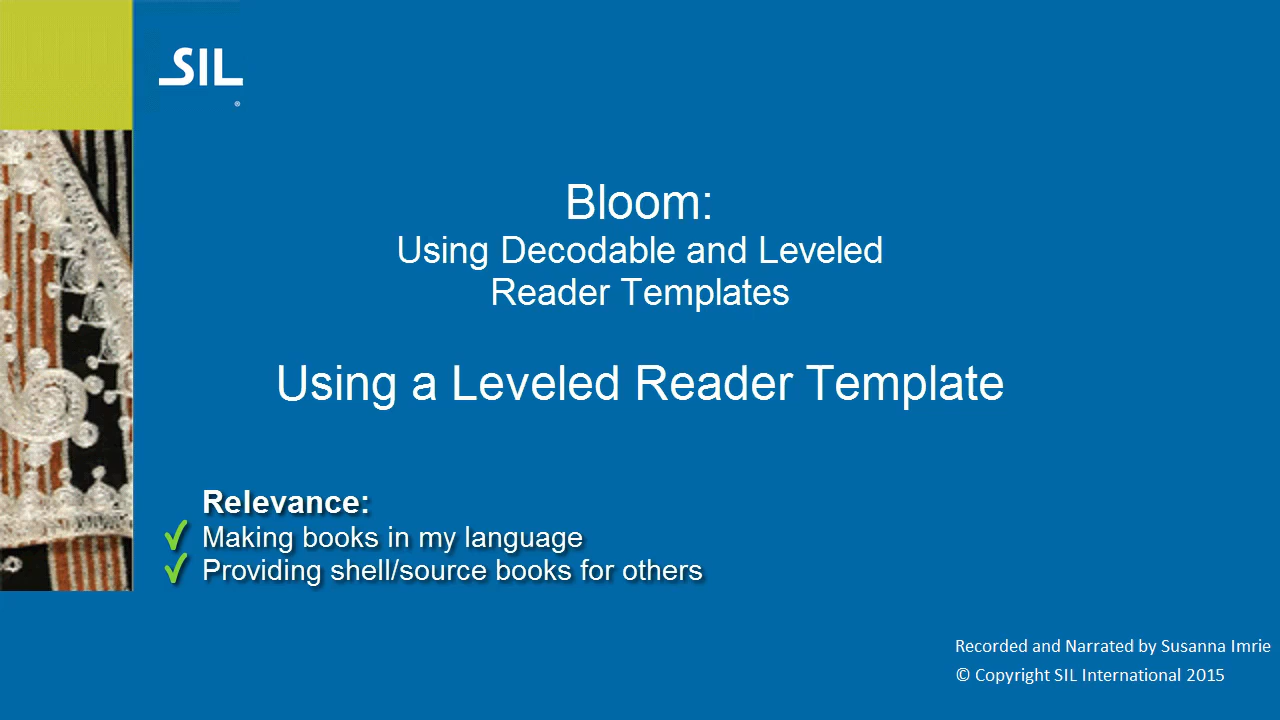 SIL
®
Bloom:
Using Decodable and Leveled
Reader Templates
Using a Leveled Reader Template
Relevance:
✓ Making books in my language
✓ Providing shell/source books for others
Recorded and Narrated by Susanna Imrie
© Copyright SIL International 2015